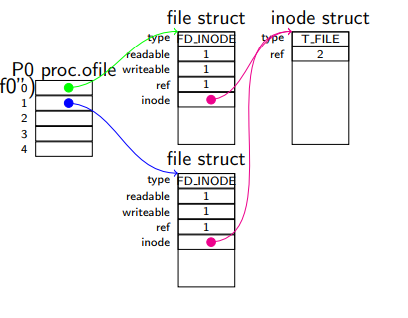 file struct
inode struct
type FD_INODE
readable 1
writeable 1
ref 1
inode
type T_FILE
ref 2
P0 proc.ofile
f0")
0
1
2
3
4
file struct
type FD_INODE
readable 1
writeable 1
ref 1
inode